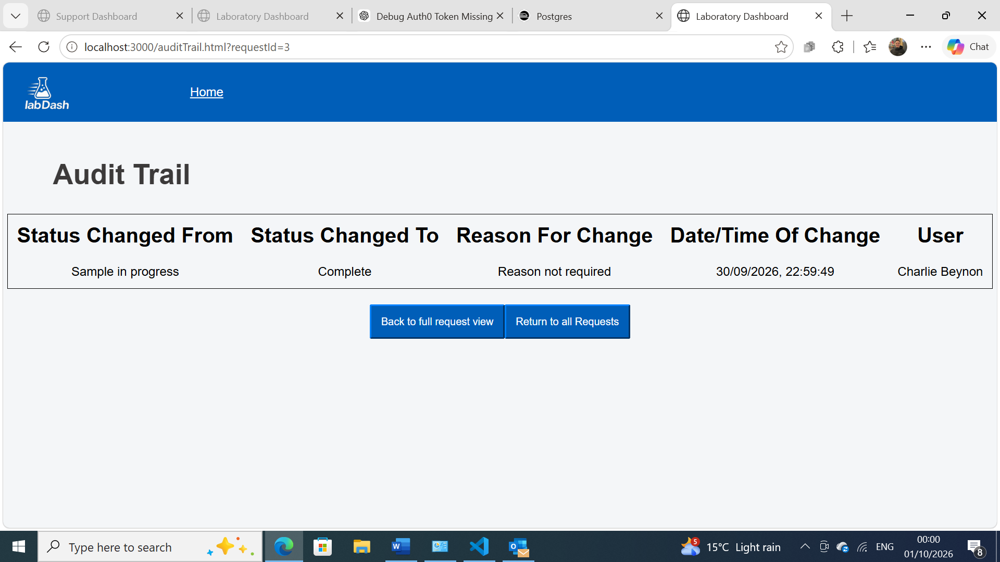 Support Dashboard
Laboratory Dashboard
Debug Auth0 Token Missing
Postgres
Laboratory Dashboard
localhost:3000/auditTrail.html?requestId=3
Chat
labDash
Home
Audit Trail
Status Changed From Status Changed To Reason For Change Date/Time Of Change User
Sample in progress Complete Reason not required 30/09/2026, 22:59:49 Charlie Beynon
Back to full request view Return to all Requests
Type here to search
W
O
5
15°C Light rain
ENG
00:00
01/10/2026
8